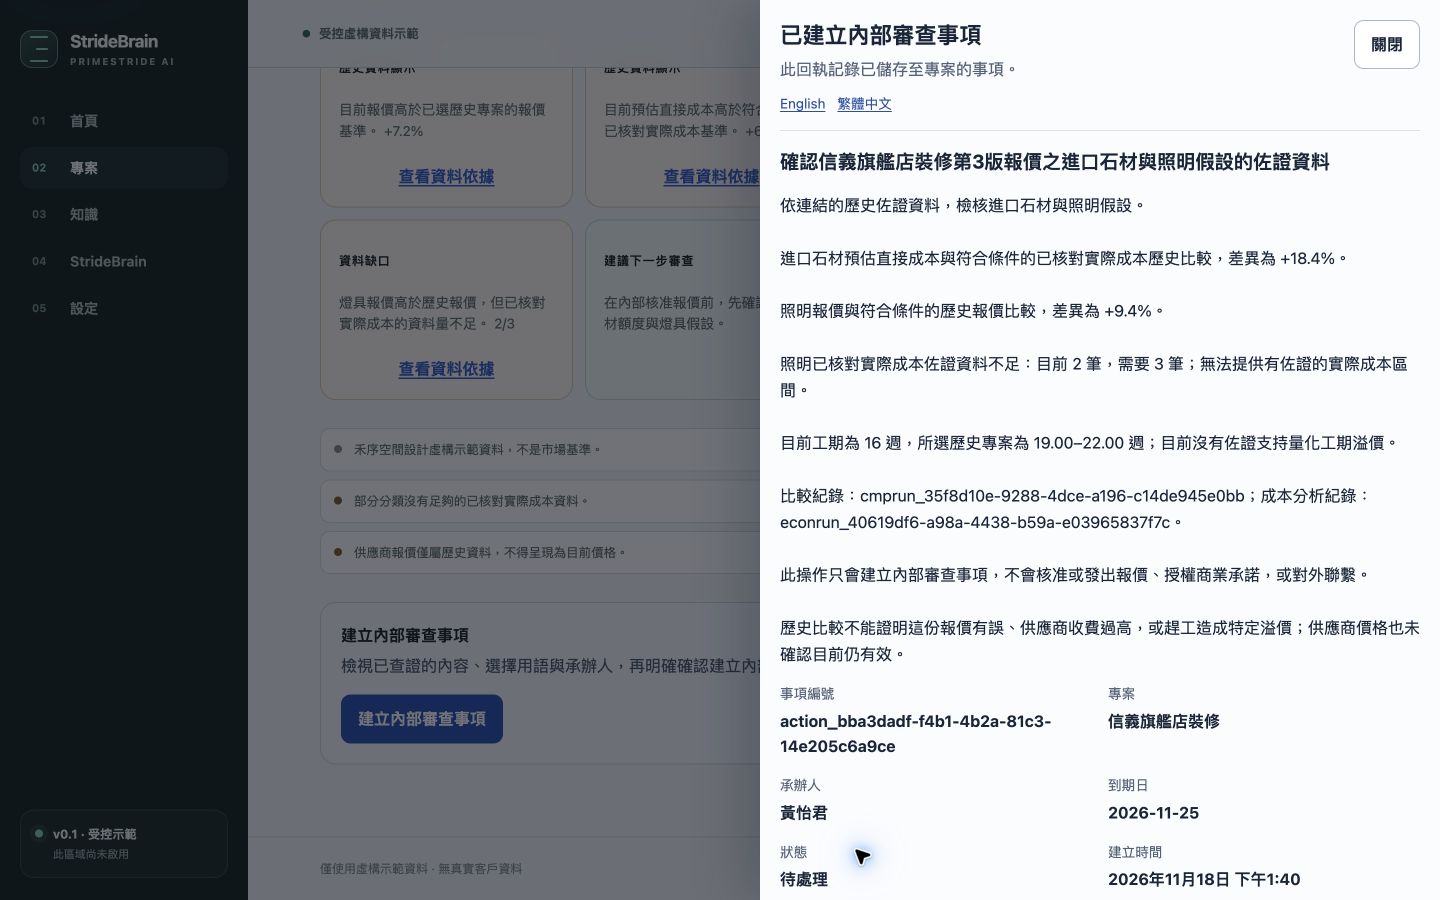 StrideBrain
PRIMESTRIDE AI
01 首頁
02 專案
03 知識
04 StrideBrain
05 設定
v0.1 · 受控示範
此區域尚未啟用
受控虛構資料示範
歷史資料顯示
目前報價高於已選歷史專案的報價
基準。 +7.2%
查看資料依據
歷史資料顯示
目前預估直接成本高於符合
已核對實際成本基準。 +6
查看資料依據
資料缺口
燈具報價高於歷史報價，但已核對
實際成本的資料量不足。 2/3
查看資料依據
建議下一步審查
在內部核准報價前，先確認
材額度與燈具假設。
禾序空間設計虛構示範資料，不是市場基準。
部分分類沒有足夠的已核對實際成本資料。
供應商報價僅屬歷史資料，不得呈現為目前價格。
建立內部審查事項
檢視已查證的內容、選擇用語與承辦人，再明確確認建立內
建立內部審查事項
僅使用虛構示範資料 · 無真實客戶資料
已建立內部審查事項
關閉
此回執記錄已儲存至專案的事項。
English 繁體中文
確認信義旗艦店裝修第3版報價之進口石材與照明假設的佐證資料
依連結的歷史佐證資料，檢核進口石材與照明假設。
進口石材預估直接成本與符合條件的已核對實際成本歷史比較，差異為 +18.4%。
照明報價與符合條件的歷史報價比較，差異為 +9.4%。
照明已核對實際成本佐證資料不足：目前 2 筆，需要 3 筆；無法提供有佐證的實際成本區
間。
目前工期為 16 週，所選歷史專案為 19.00–22.00 週；目前沒有佐證支持量化工期溢價。
比較紀錄：cmprun_35f8d10e-9288-4dce-a196-c14de945e0bb；成本分析紀錄：
econrun_40619df6-a98a-4438-b59a-e03965837f7c。
此操作只會建立內部審查事項，不會核准或發出報價、授權商業承諾，或對外聯繫。
歷史比較不能證明這份報價有誤、供應商收費過高，或趕工造成特定溢價；供應商價格也未
確認目前仍有效。
事項編號
action_bba3dadf-f4b1-4b2a-81c3-
14e205c6a9ce
專案
信義旗艦店裝修
承辦人
黃怡君
到期日
2026-11-25
狀態
待處理
建立時間
2026年11月18日 下午1:40